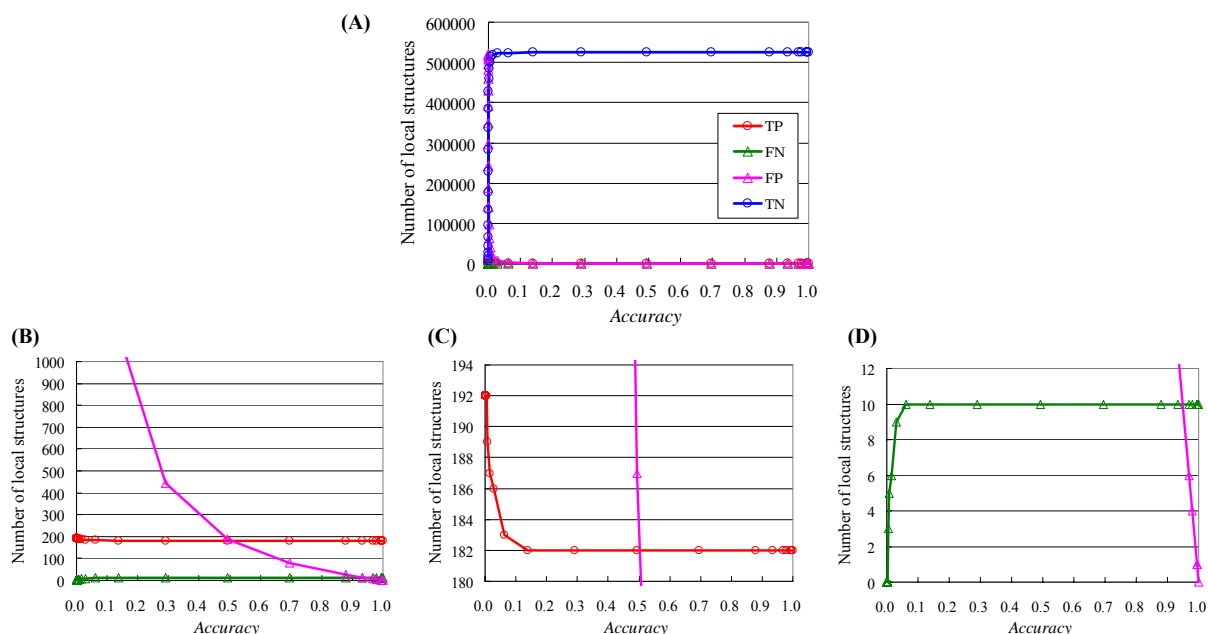 (A)
Number of local structures
600000
500000
400000
300000
200000
100000
0
TP
FN
FP
TN
0.0 0.1 0.2 0.3 0.4 0.5 0.6 0.7 0.8 0.9 1.0
Accuracy
(B)
Number of local structures
1000
900
800
700
600
500
400
300
200
100
0
0.0 0.1 0.2 0.3 0.4 0.5 0.6 0.7 0.8 0.9 1.0
Accuracy
(C)
Number of local structures
194
192
190
188
186
184
182
180
0.0 0.1 0.2 0.3 0.4 0.5 0.6 0.7 0.8 0.9 1.0
Accuracy
(D)
Number of local structures
12
10
8
6
4
2
0
0.0 0.1 0.2 0.3 0.4 0.5 0.6 0.7 0.8 0.9 1.0
Accuracy